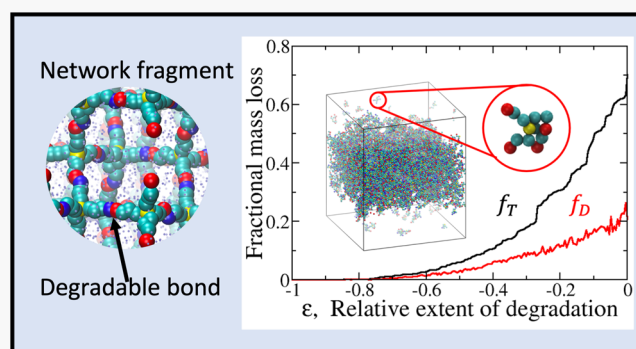 Network fragment
Degradable bond
Fractional mass loss
0.8
0.6
0.4
0.2
0
f_T
f_D
-1 -0.8 -0.6 -0.4 -0.2 0
ε, Relative extent of degradation